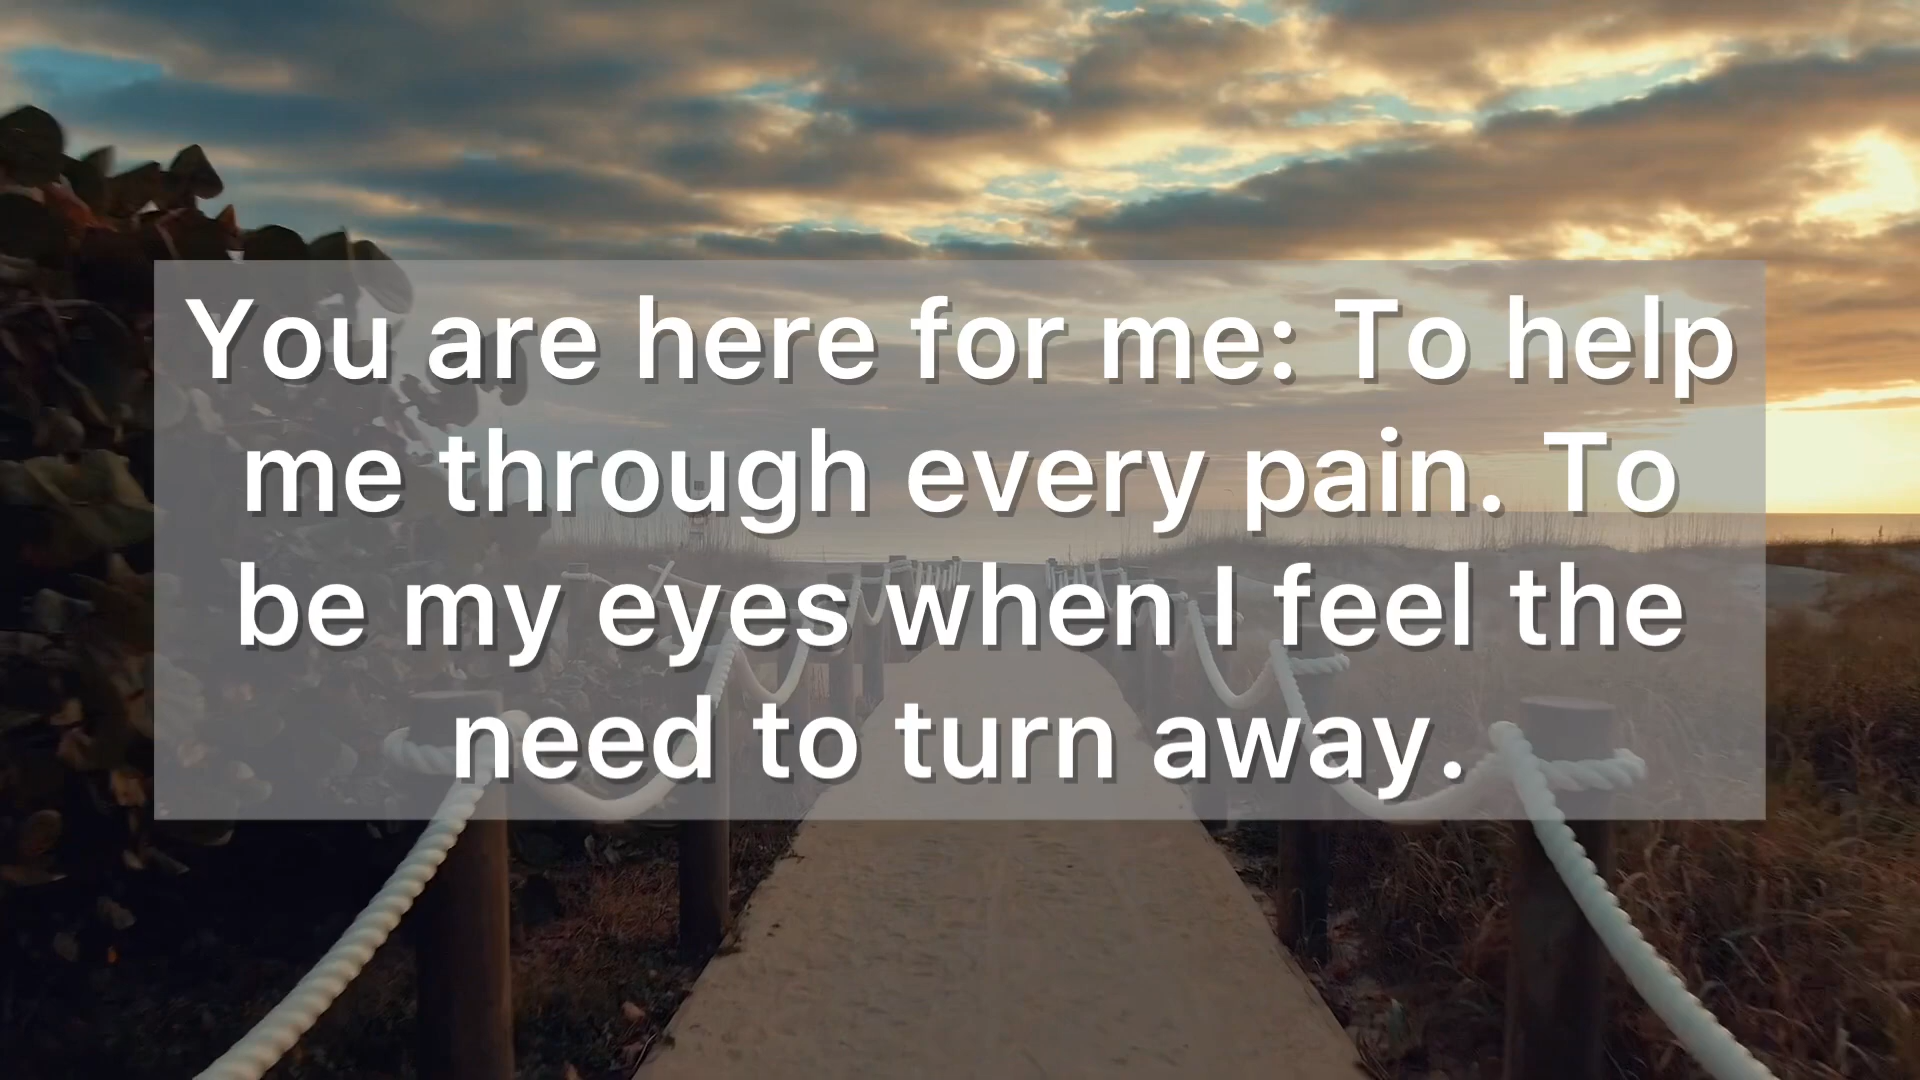 You are here for me: To help
me through every pain. To
be my eyes when I feel the
need to turn away.